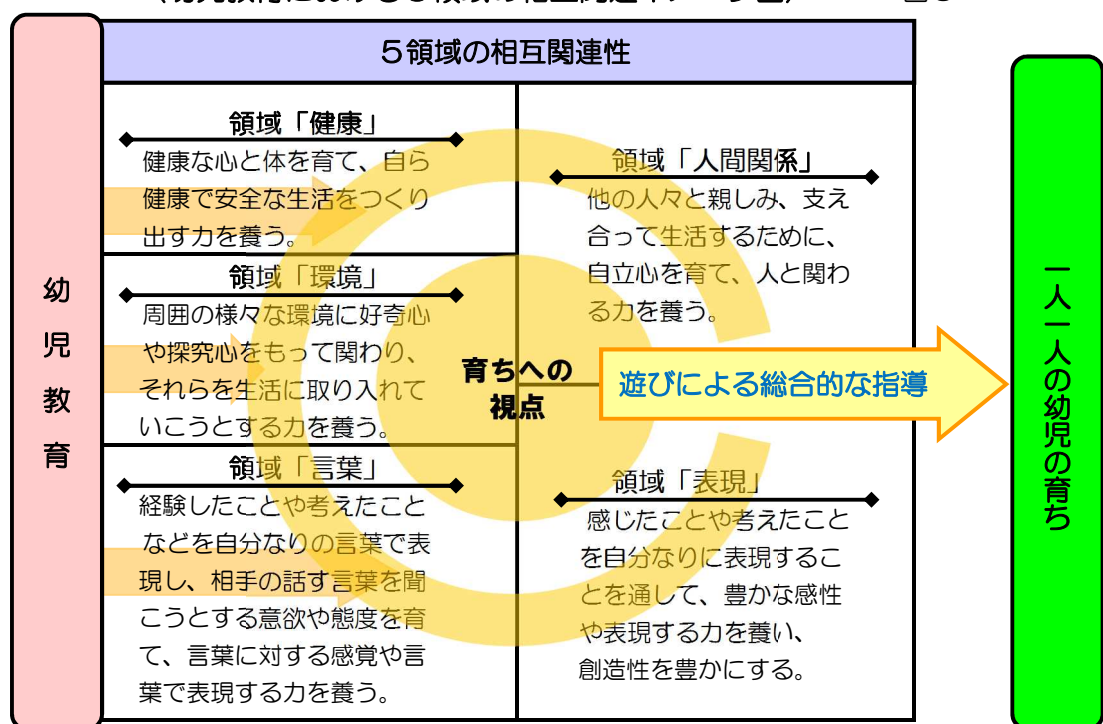 5領域の相互関連性
幼児教育
領域「健康」
健康な心と体を育て、自ら
健康で安全な生活をつくり
出す力を養う。
領域「環境」
周囲の様々な環境に好奇心
や探究心をもって関わり、
それらを生活に取り入れて
いこうとする力を養う。
領域「言葉」
経験したことや考えたこと
などを自分なりの言葉で表
現し、相手の話す言葉を聞
こうとする意欲や態度を育
て、言葉に対する感覚や言
葉で表現する力を養う。
領域「人間関係」
他の人々と親しみ、支え
合って生活するために、
自立心を育て、人と関わ
る力を養う。
育ちへの
視点
遊びによる総合的な指導
領域「表現」
感じたことや考えたこと
を自分なりに表現するこ
とを通して、豊かな感性
や表現する力を養い、
創造性を豊かにする。
一人一人の幼児の育ち